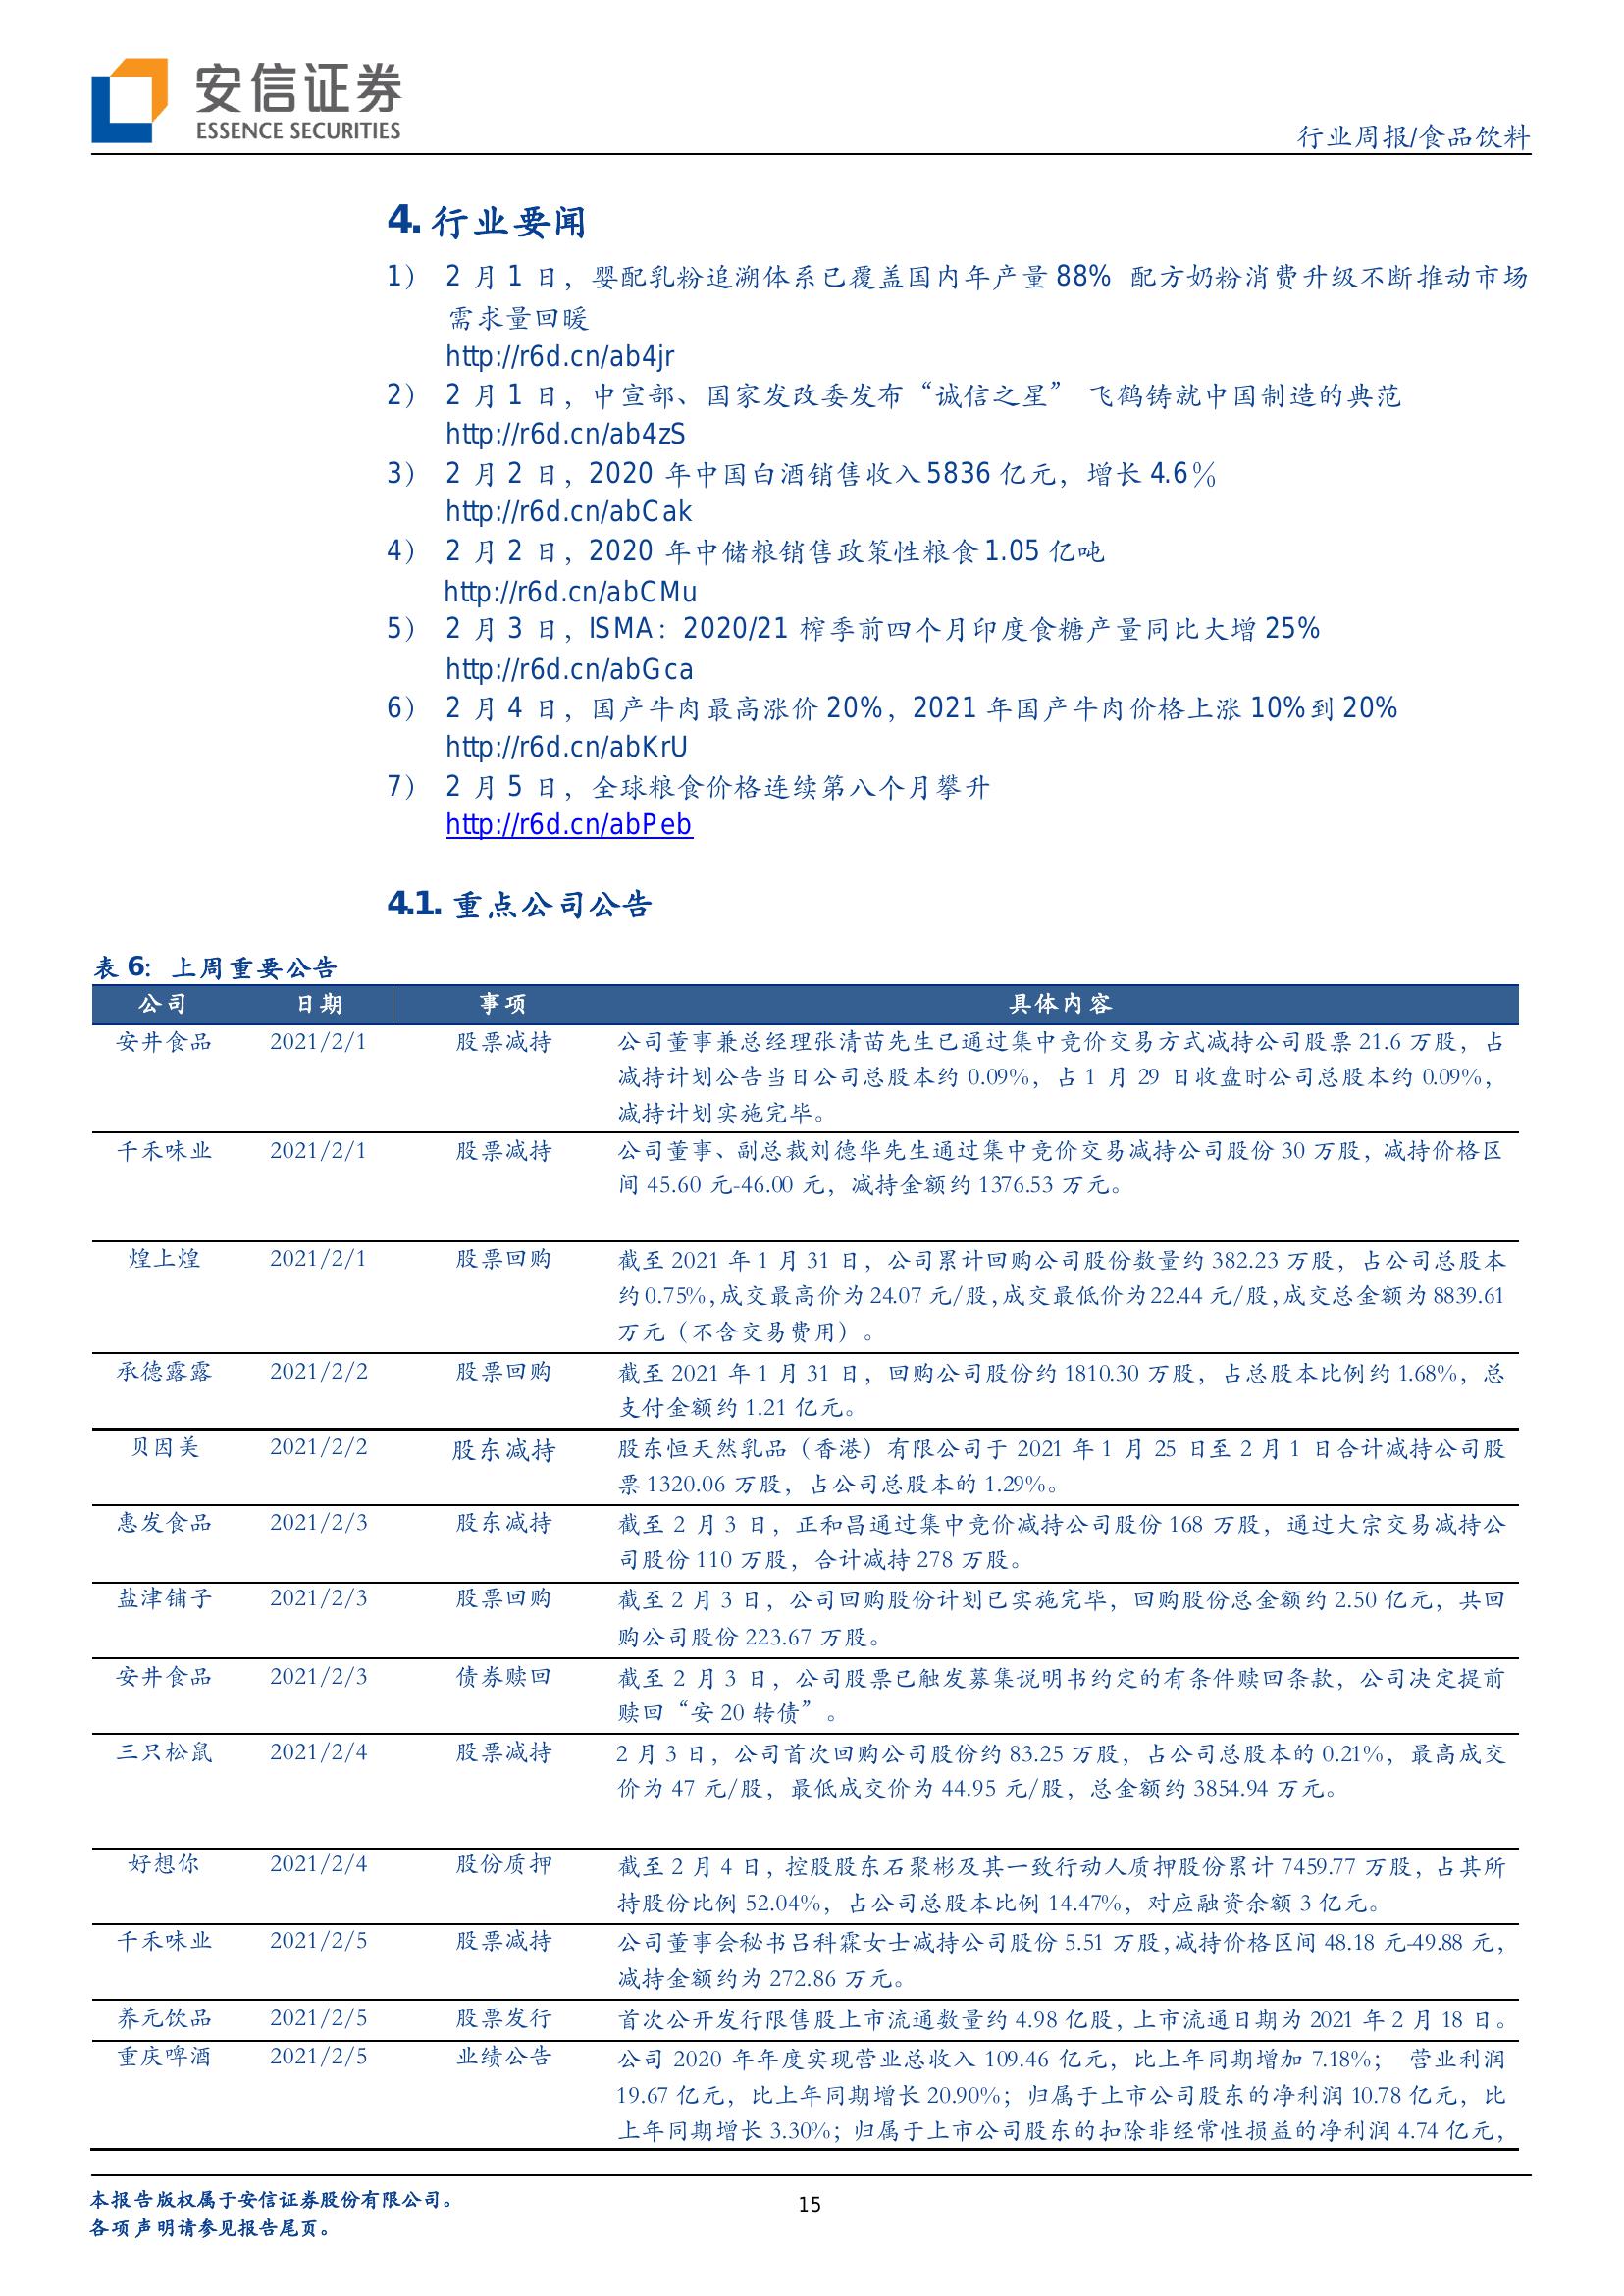 安信证券
ESSENCE SECURITIES
行业周报/食品饮料
4. 行业要闻
1） 2 月 1 日，婴配乳粉追溯体系已覆盖国内年产量 88% 配方奶粉消费升级不断推动市场
需求量回暖
http://r6d.cn/ab4jr
2） 2 月 1 日，中宣部、国家发改委发布“诚信之星” 飞鹤铸就中国制造的典范
http://r6d.cn/ab4zS
3） 2 月 2 日，2020 年中国白酒销售收入 5836 亿元，增长 4.6％
http://r6d.cn/abCak
4） 2 月 2 日，2020 年中储粮销售政策性粮食 1.05 亿吨
http://r6d.cn/abCMu
5） 2 月 3 日，ISMA：2020/21 榨季前四个月印度食糖产量同比大增 25%
http://r6d.cn/abGca
6） 2 月 4 日，国产牛肉最高涨价 20%，2021 年国产牛肉价格上涨 10%到 20%
http://r6d.cn/abKrU
7） 2 月 5 日，全球粮食价格连续第八个月攀升
http://r6d.cn/abPeb
4.1. 重点公司公告
表 6：上周重要公告
公司 日期 事项 具体内容
安井食品 2021/2/1 股票减持 公司董事兼总经理张清苗先生已通过集中竞价交易方式减持公司股票 21.6 万股，占
减持计划公告当日公司总股本约 0.09%，占 1 月 29 日收盘时公司总股本约 0.09%，
减持计划实施完毕。
千禾味业 2021/2/1 股票减持 公司董事、副总裁刘德华先生通过集中竞价交易减持公司股份 30 万股，减持价格区
间 45.60 元-46.00 元，减持金额约 1376.53 万元。
煌上煌 2021/2/1 股票回购 截至 2021 年 1 月 31 日，公司累计回购公司股份数量约 382.23 万股，占公司总股本
约 0.75%，成交最高价为 24.07 元/股，成交最低价为 22.44 元/股，成交总金额为 8839.61
万元（不含交易费用）。
承德露露 2021/2/2 股票回购 截至 2021 年 1 月 31 日，回购公司股份约 1810.30 万股，占总股本比例约 1.68%，总
支付金额约 1.21 亿元。
贝因美 2021/2/2 股东减持 股东恒天然乳品（香港）有限公司于 2021 年 1 月 25 日至 2 月 1 日合计减持公司股
票 1320.06 万股，占公司总股本的 1.29%。
惠发食品 2021/2/3 股东减持 截至 2 月 3 日，正和昌通过集中竞价减持公司股份 168 万股，通过大宗交易减持公
司股份 110 万股，合计减持 278 万股。
盐津铺子 2021/2/3 股票回购 截至 2 月 3 日，公司回购股份计划已实施完毕，回购股份总金额约 2.50 亿元，共回
购公司股份 223.67 万股。
安井食品 2021/2/3 债券赎回 截至 2 月 3 日，公司股票已触发募集说明书约定的有条件赎回条款，公司决定提前
赎回“安 20 转债”。
三只松鼠 2021/2/4 股票减持 2 月 3 日，公司首次回购公司股份约 83.25 万股，占公司总股本的 0.21%，最高成交
价为 47 元/股，最低成交价为 44.95 元/股，总金额约 3854.94 万元。
好想你 2021/2/4 股份质押 截至 2 月 4 日，控股股东石聚彬及其一致行动人质押股份累计 7459.77 万股，占其所
持股份比例 52.04%，占公司总股本比例 14.47%，对应融资余额 3 亿元。
千禾味业 2021/2/5 股票减持 公司董事会秘书吕科霖女士减持公司股份 5.51 万股，减持价格区间 48.18 元-49.88 元，
减持金额约为 272.86 万元。
养元饮品 2021/2/5 股票发行 首次公开发行限售股上市流通数量约 4.98 亿股，上市流通日期为 2021 年 2 月 18 日。
重庆啤酒 2021/2/5 业绩公告 公司 2020 年年度实现营业总收入 109.46 亿元，比上年同期增加 7.18%； 营业利润
19.67 亿元，比上年同期增长 20.90%；归属于上市公司股东的净利润 10.78 亿元，比
上年同期增长 3.30%；归属于上市公司股东的扣除非经常性损益的净利润 4.74 亿元，
本报告版权属于安信证券股份有限公司。
各项声明请参见报告尾页。
15